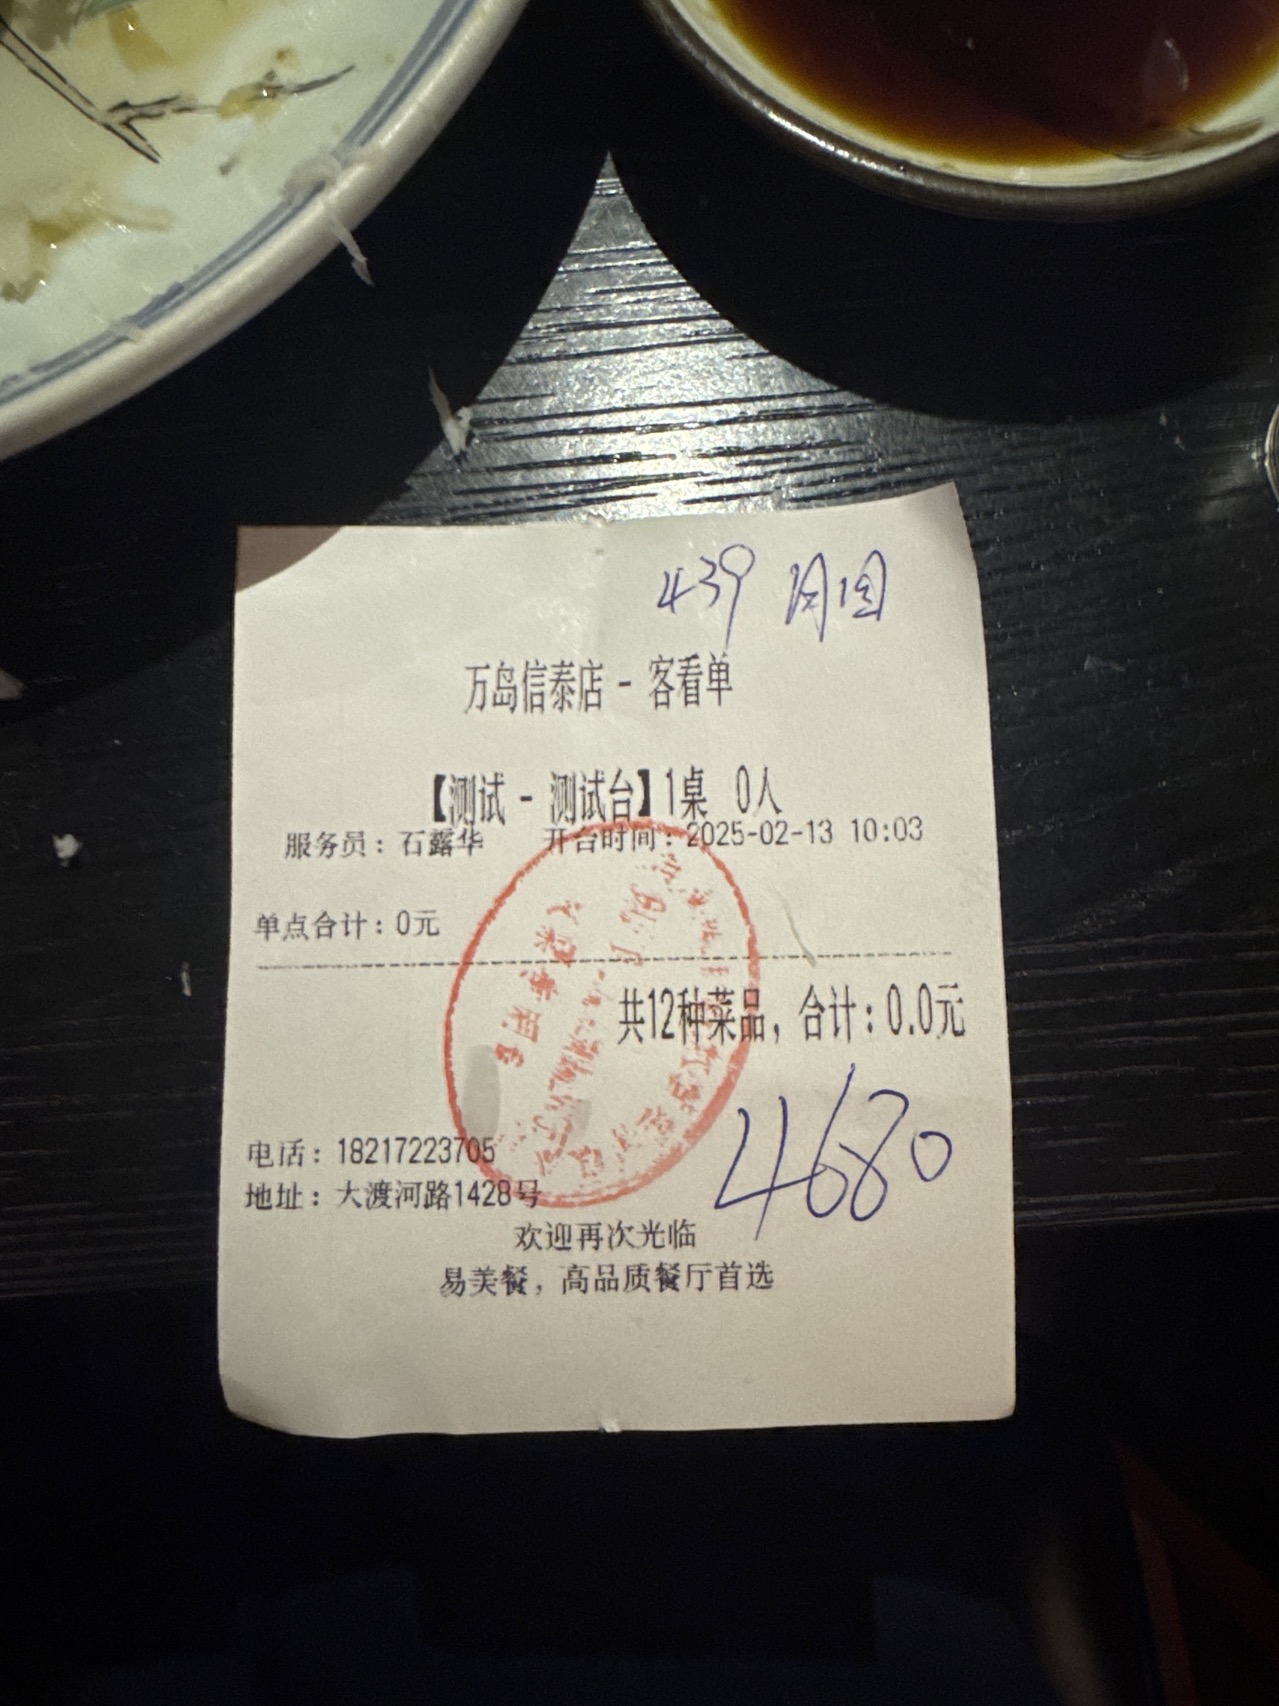 439
万岛信泰店 - 客看单
【测试 - 测试台】1桌 0人
服务员：石露华 开台时间：2025-02-13 10:03
单点合计：0元
共12种菜品，合计：0.0元
4680
电话：18217223705
地址：大渡河路1428号
欢迎再次光临
易美餐，高品质餐厅首选